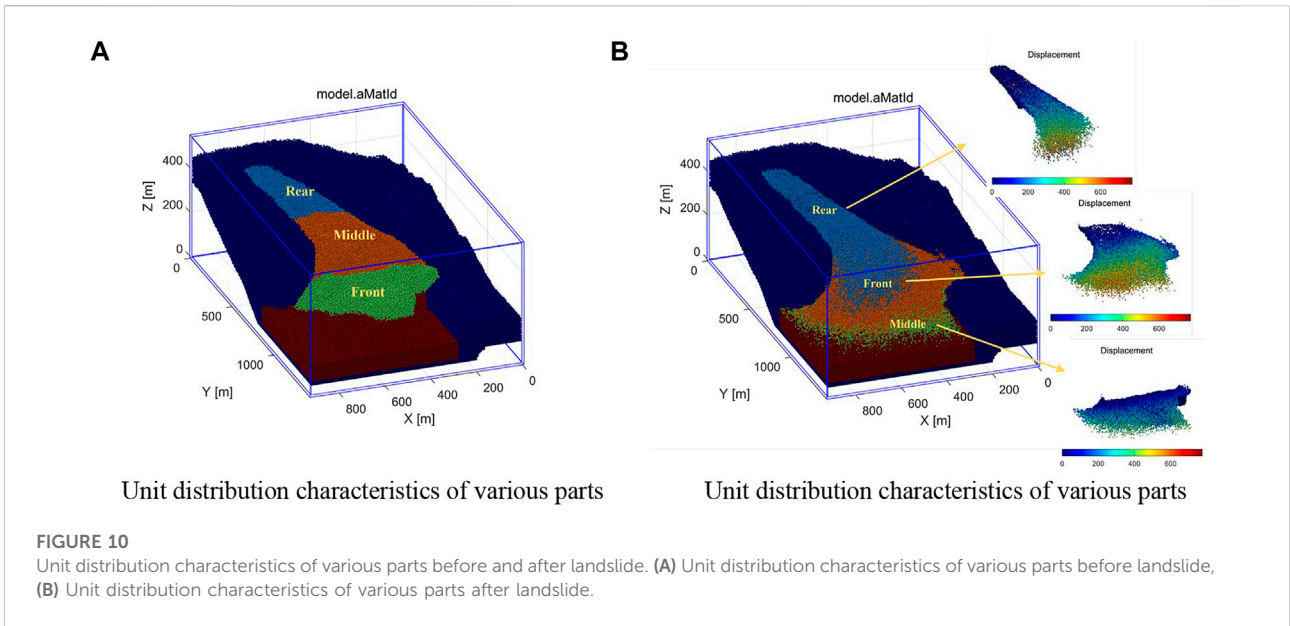 A
B
model.aMatId
Z [m]
400
200
0
0
500
1000
Y [m]
800
600
400
200
0
X [m]
Rear
Middle
Front
model.aMatId
Z [m]
400
200
0
0
500
1000
Y [m]
800
600
400
200
0
X [m]
Rear
Front
Middle
Displacement
0 200 400 600
Displacement
0 200 400 600
Displacement
0 200 400 600
Unit distribution characteristics of various parts
Unit distribution characteristics of various parts
FIGURE 10
Unit distribution characteristics of various parts before and after landslide. (A) Unit distribution characteristics of various parts before landslide,
(B) Unit distribution characteristics of various parts after landslide.